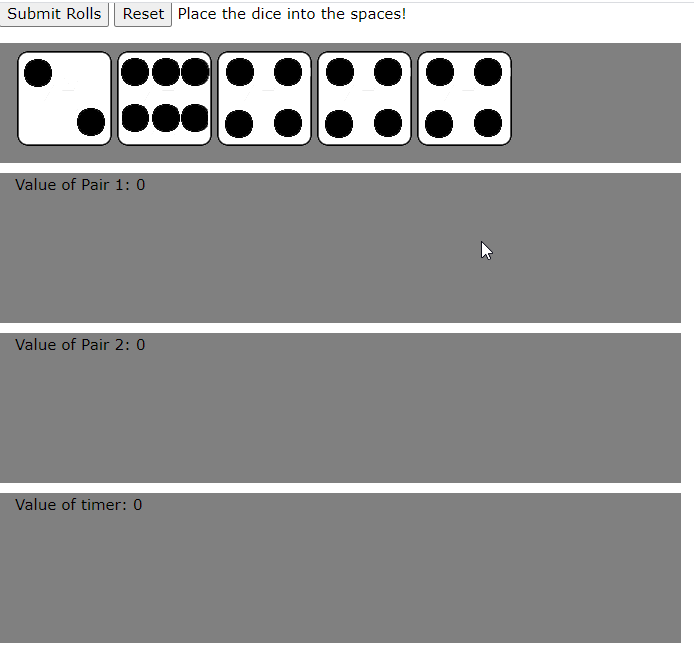 Submit Rolls Reset Place the dice into the spaces!
Value of Pair 1: 0
Value of Pair 2: 0
Value of timer: 0